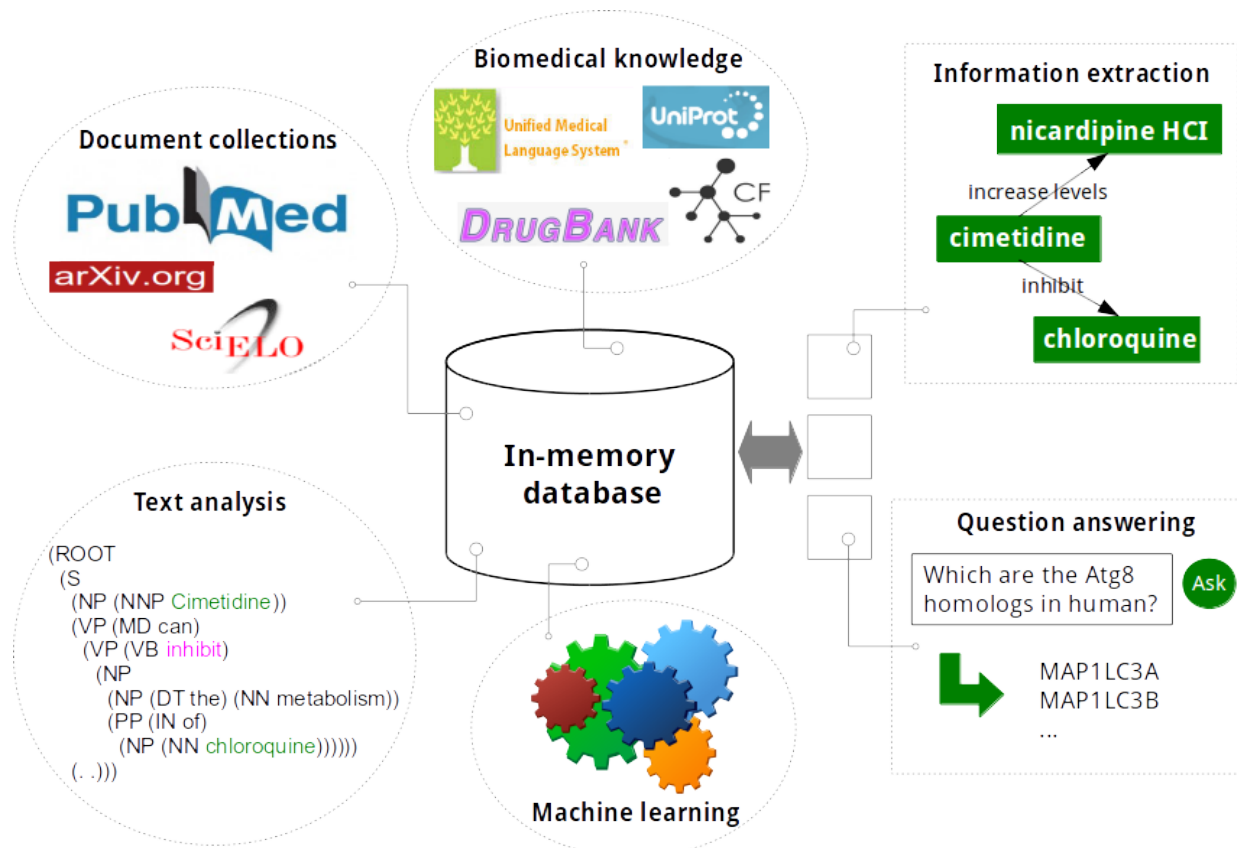 Document collections
PubMed
arXiv.org
SciELO
Biomedical knowledge
Unified Medical
Language System®
UniProt
DRUGBANK
CF
Information extraction
nicardipine HCI
increase levels
cimetidine
inhibit
chloroquine
In-memory
database
Text analysis
(ROOT
(S
(NP (NNP Cimetidine))
(VP (MD can)
(VP (VB inhibit)
(NP
(NP (DT the) (NN metabolism))
(PP (IN of)
(NP (NN chloroquine))))))
(. .)))
Machine learning
Question answering
Which are the Atg8
homologs in human?
Ask
MAP1LC3A
MAP1LC3B
...